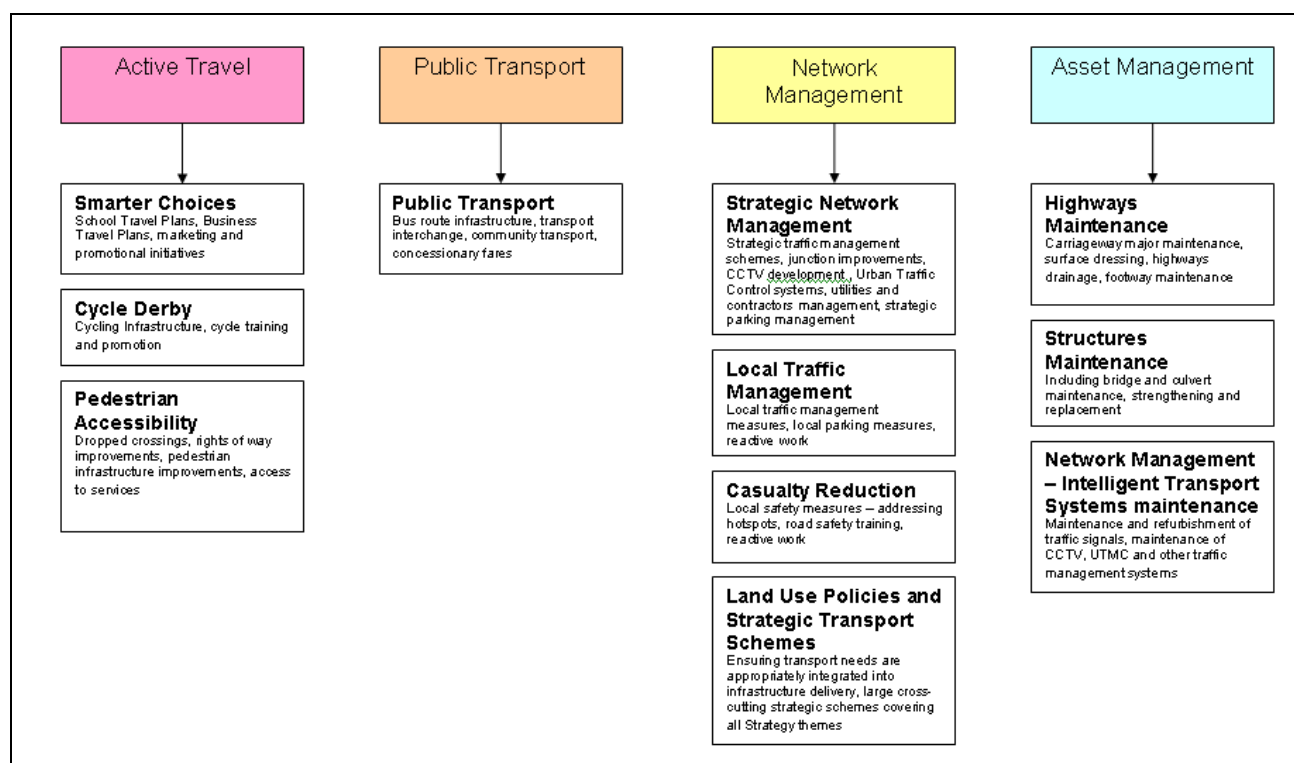 Active Travel
Smarter Choices
School Travel Plans, Business
Travel Plans, marketing and
promotional initiatives
Cycle Derby
Cycling Infrastructure, cycle training
and promotion
Pedestrian
Accessibility
Dropped crossings, rights of way
improvements, pedestrian
infrastructure improvements, access
to services
Public Transport
Public Transport
Bus route infrastructure, transport
interchange, community transport,
concessionary fares
Network
Management
Strategic Network
Management
Strategic traffic management
schemes, junction improvements,
CCTV development , Urban Traffic
Control systems, utilities and
contractors management, strategic
parking management
Local Traffic
Management
Local traffic management
measures, local parking measures,
reactive work
Casualty Reduction
Local safety measures – addressing
hotspots, road safety training,
reactive work
Land Use Policies and
Strategic Transport
Schemes
Ensuring transport needs are
appropriately integrated into
infrastructure delivery, large cross-
cutting strategic schemes covering
all Strategy themes
Asset Management
Highways
Maintenance
Carriageway major maintenance,
surface dressing, highways
drainage, footway maintenance
Structures
Maintenance
Including bridge and culvert
maintenance, strengthening and
replacement
Network Management
– Intelligent Transport
Systems maintenance
Maintenance and refurbishment of
traffic signals, maintenance of
CCTV, UTMC and other traffic
management systems